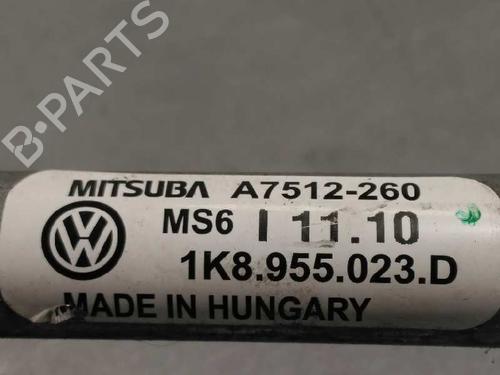 B-PARTS
MITSUBA A7512-260
MS6 I 11.10
1K8.955.023.D
MADE IN HUNGARY